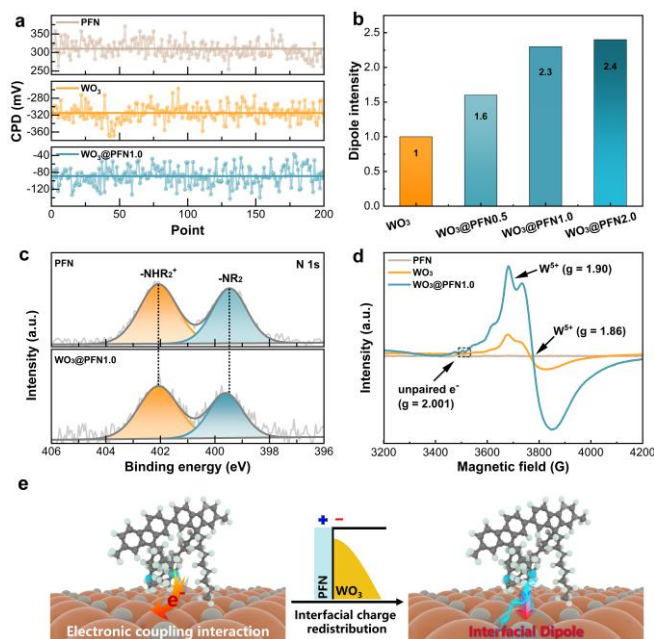 a
PFN
350
300
250
WO₃
-280
-320
-360
CPD (mV)
WO₃@PFN1.0
-40
-80
-120
0 50 100 150 200
Point
b
2.5
2.0
1.5
1.0
0.5
0.0
Dipole intensity
1
1.6
2.3
2.4
WO₃
WO₃@PFN0.5
WO₃@PFN1.0
WO₃@PFN2.0
c
PFN
-NHR₂⁺
-NR₂
N 1s
WO₃@PFN1.0
Intensity (a.u.)
406 404 402 400 398 396
Binding energy (eV)
d
PFN
WO₃
WO₃@PFN1.0
W⁵⁺ (g = 1.90)
W⁵⁺ (g = 1.86)
unpaired e⁻
(g = 2.001)
Intensity (a.u.)
3200 3400 3600 3800 4000 4200
Magnetic field (G)
e
e⁻
Electronic coupling interaction
+ −
PFN
WO₃
Interfacial charge
redistribution
Interfacial Dipole